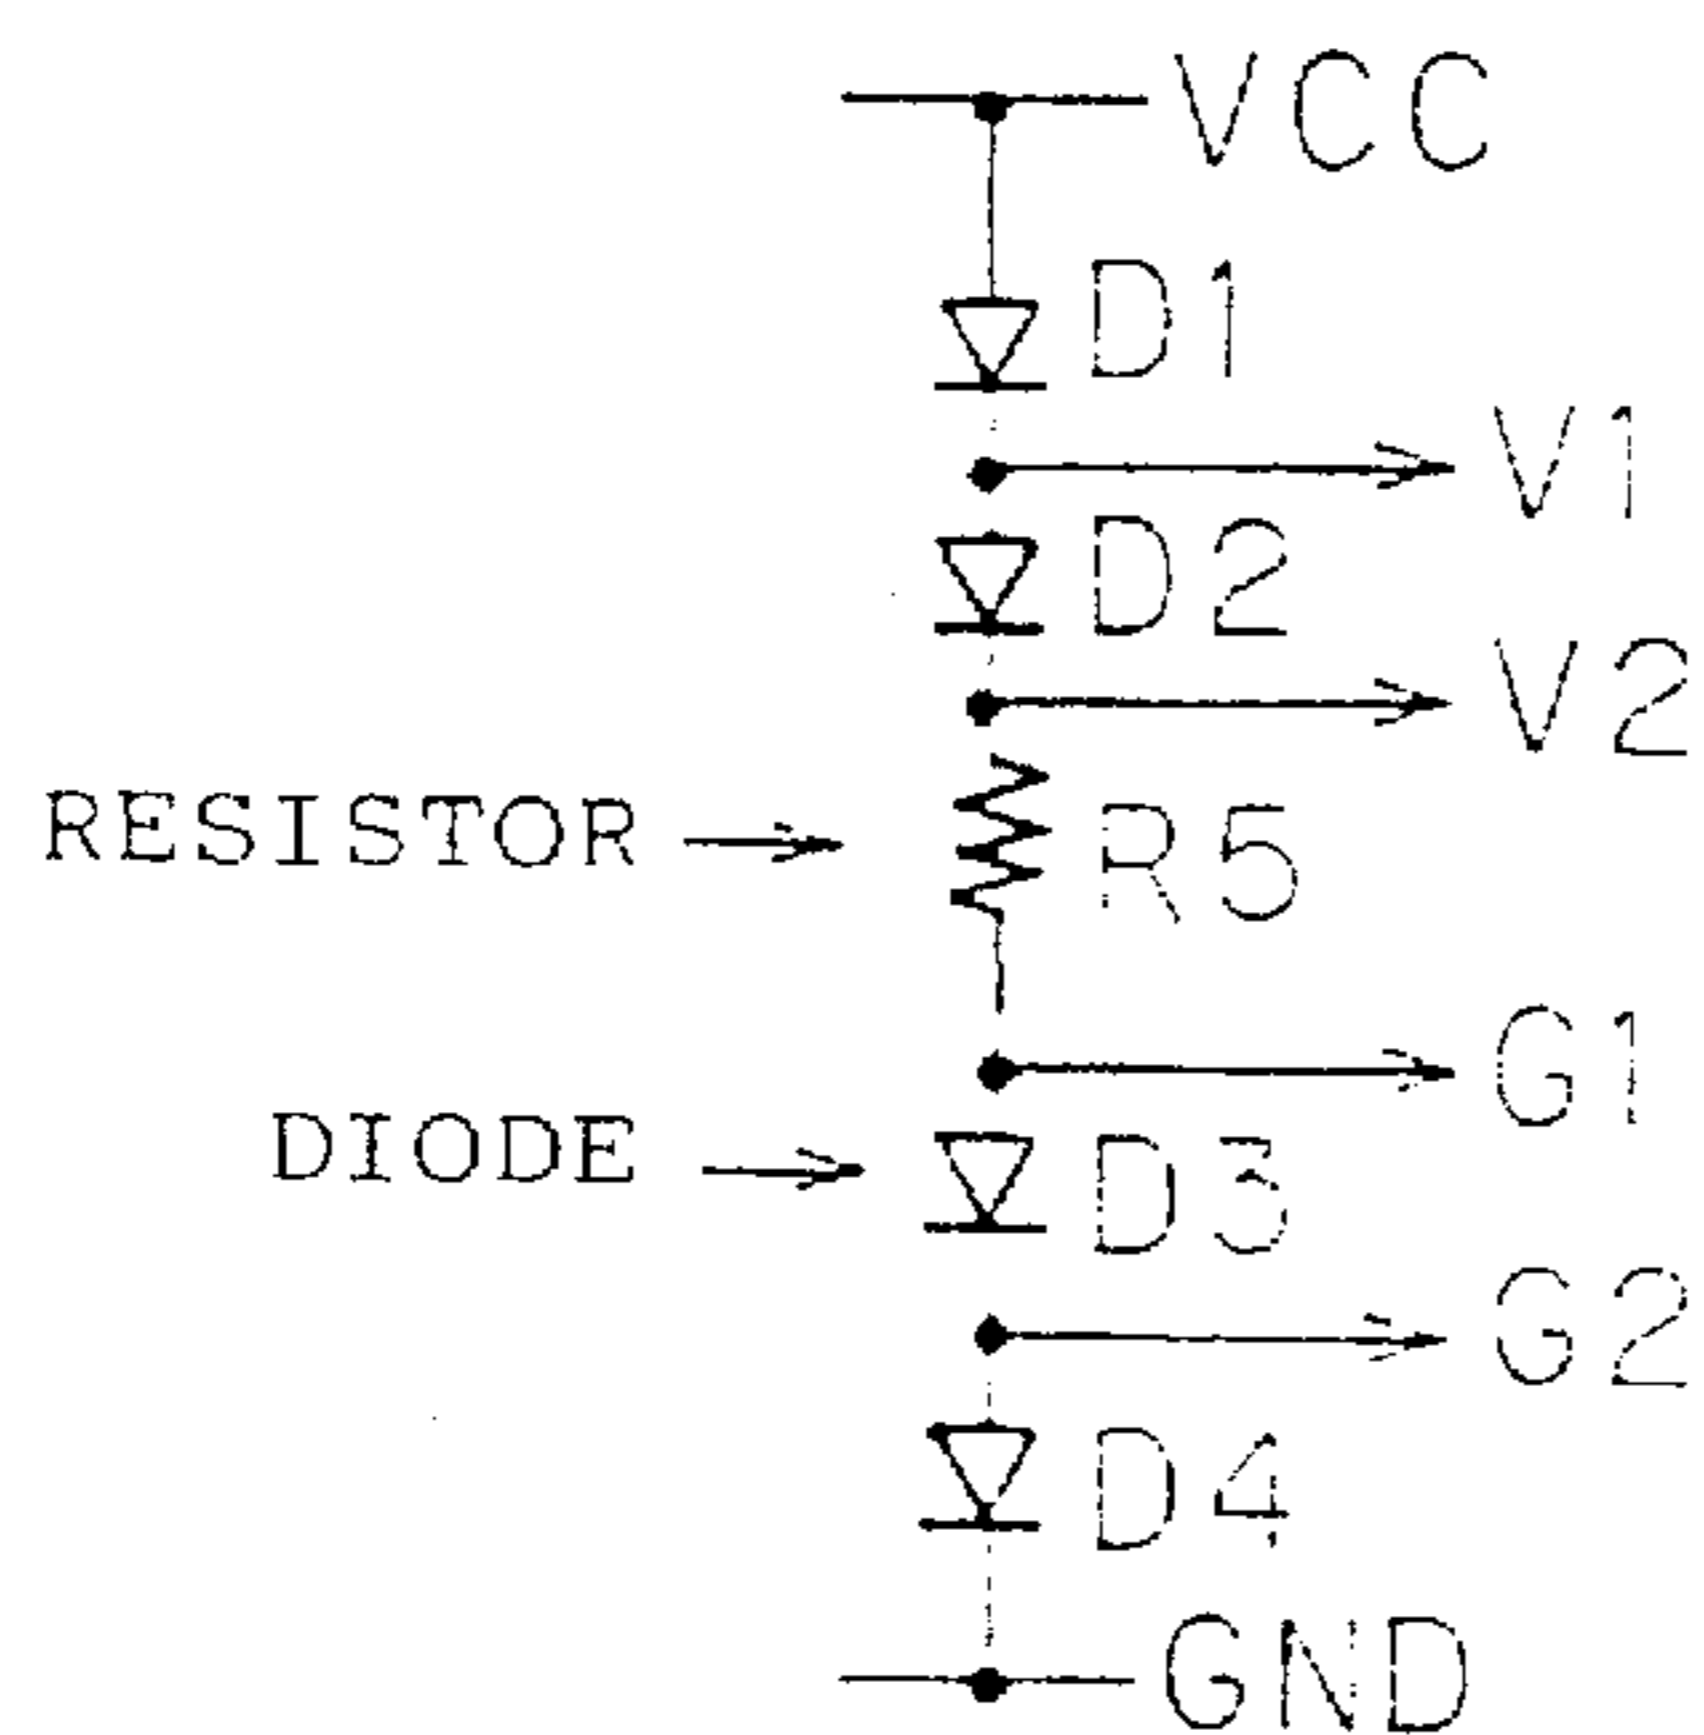 VCC
D1
V1
D2
V2
RESISTOR R5
G1
DIODE D3
G2
D4
GND